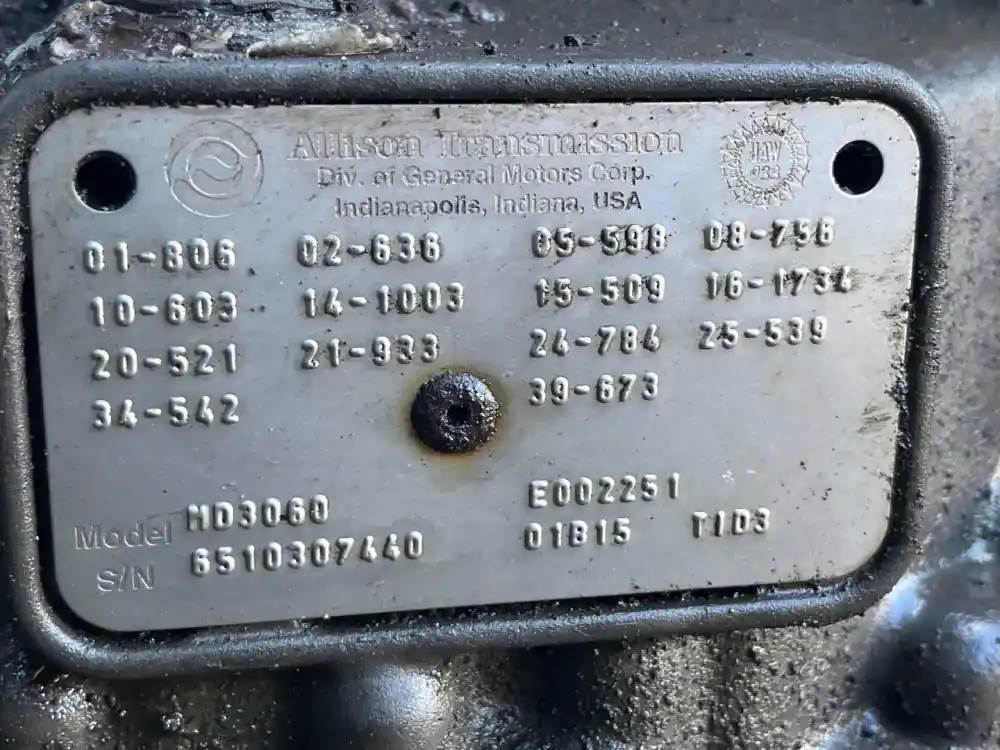 Allison Transmission
Div. of General Motors Corp.
Indianapolis, Indiana, USA
01-806 02-636 05-598 08-756
10-603 14-1003 15-509 16-1734
20-521 21-933 24-784 25-539
34-542 39-673
Model MD3060 E002251
S/N 6510307440 01B15 TID3